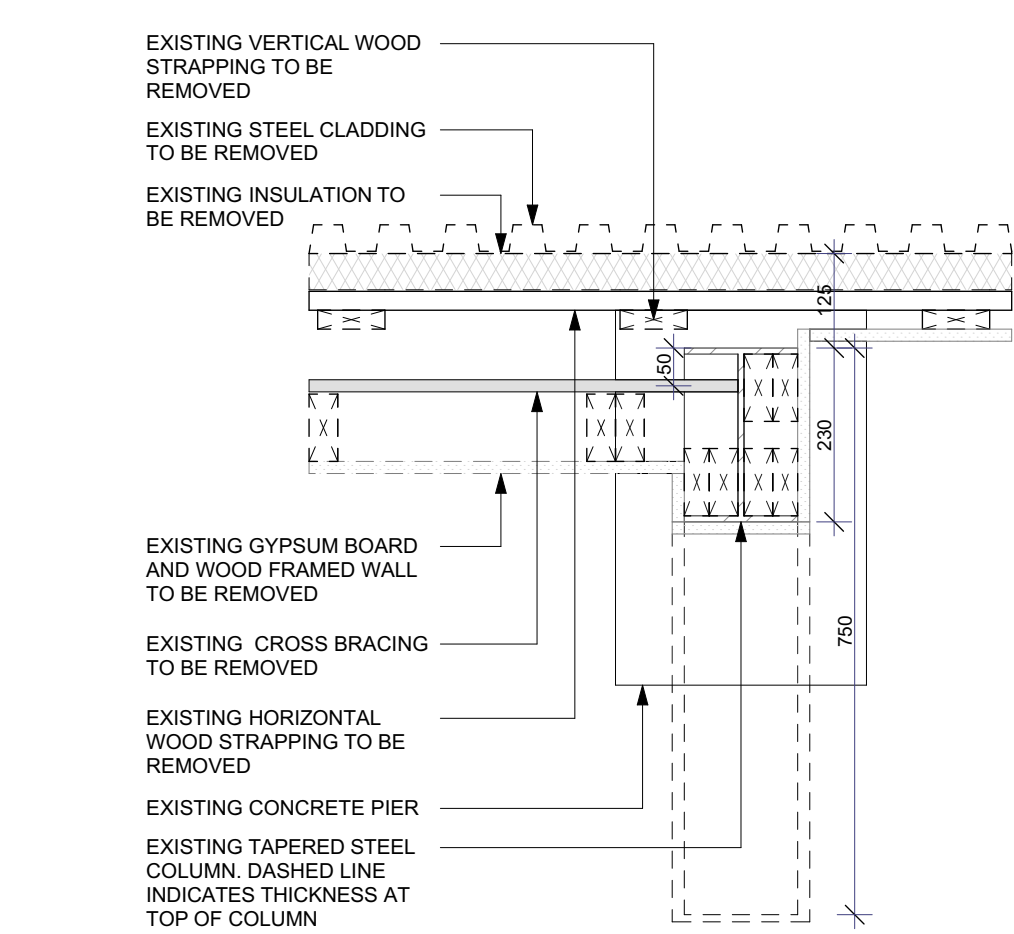 EXISTING VERTICAL WOOD
STRAPPING TO BE
REMOVED
EXISTING STEEL CLADDING
TO BE REMOVED
EXISTING INSULATION TO
BE REMOVED
125
50
230
EXISTING GYPSUM BOARD
AND WOOD FRAMED WALL
TO BE REMOVED
750
EXISTING CROSS BRACING
TO BE REMOVED
EXISTING HORIZONTAL
WOOD STRAPPING TO BE
REMOVED
EXISTING CONCRETE PIER
EXISTING TAPERED STEEL
COLUMN. DASHED LINE
INDICATES THICKNESS AT
TOP OF COLUMN